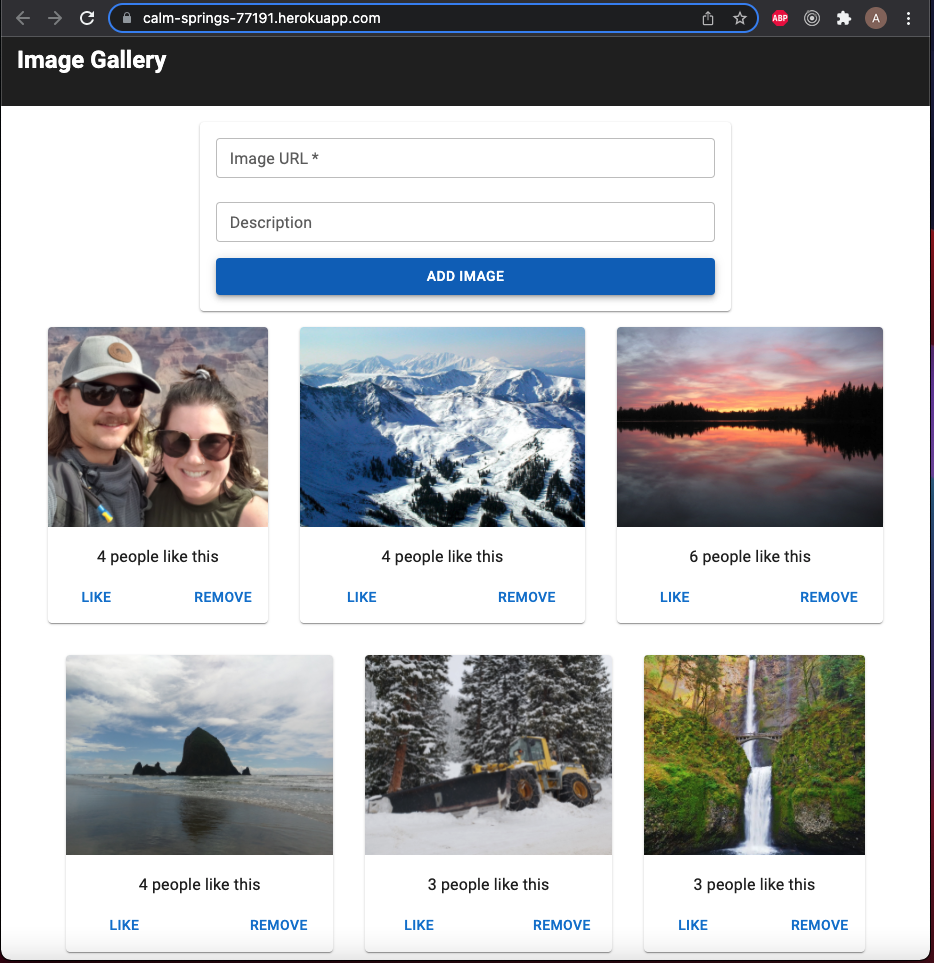 calm-springs-77191.herokuapp.com
ABP
A
Image Gallery
Image URL *
Description
ADD IMAGE
4 people like this
LIKE REMOVE
4 people like this
LIKE REMOVE
6 people like this
LIKE REMOVE
4 people like this
LIKE REMOVE
3 people like this
LIKE REMOVE
3 people like this
LIKE REMOVE